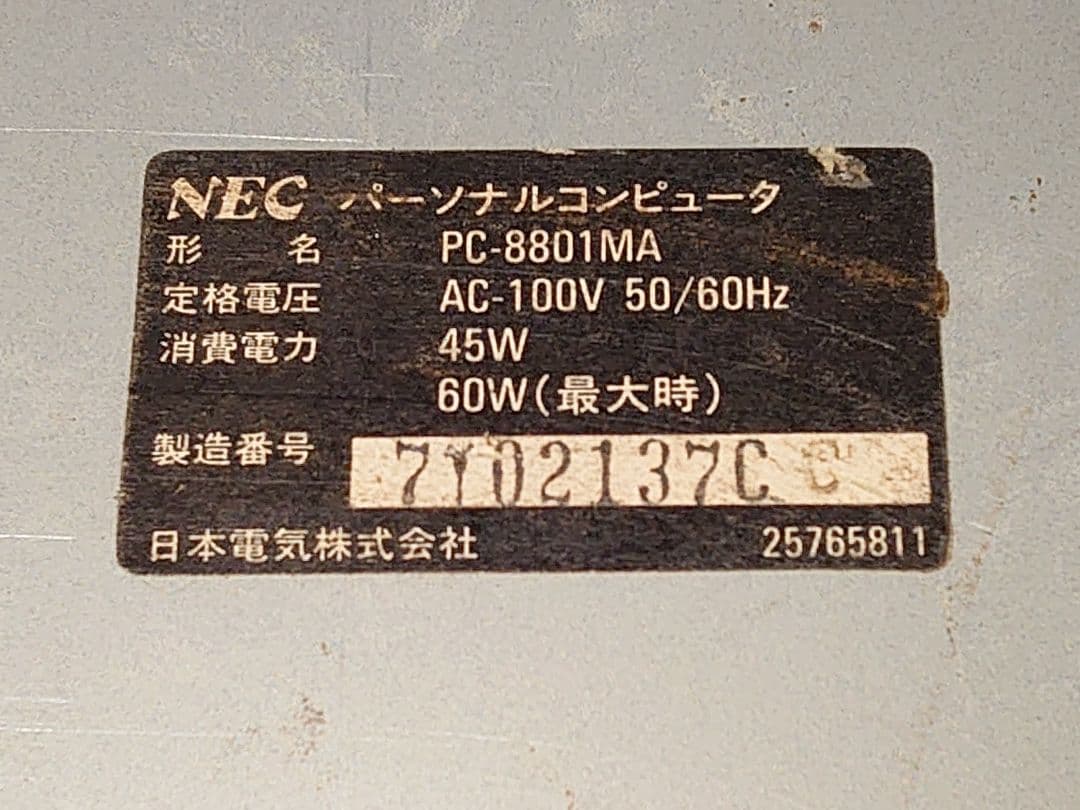 NEC パーソナルコンピュータ
形名 PC-8801MA
定格電圧 AC-100V 50/60Hz
消費電力 45W
60W(最大時)
製造番号 7Y02137C
日本電気株式会社 25765811